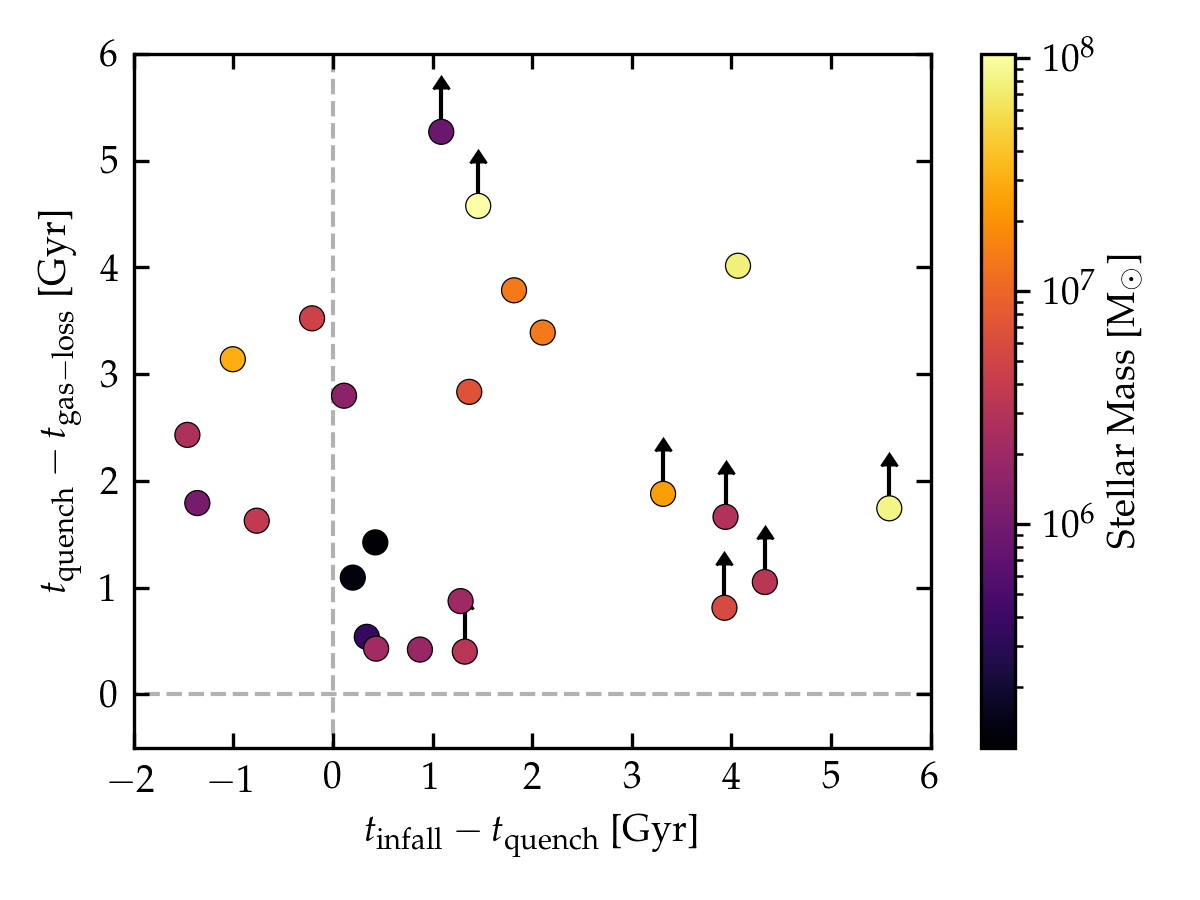 6
5
4
3
2
1
0
−2 −1 0 1 2 3 4 5 6
t_infall − t_quench [Gyr]
t_quench − t_gas−loss [Gyr]
10^8
10^7
10^6
Stellar Mass [M_⊙]